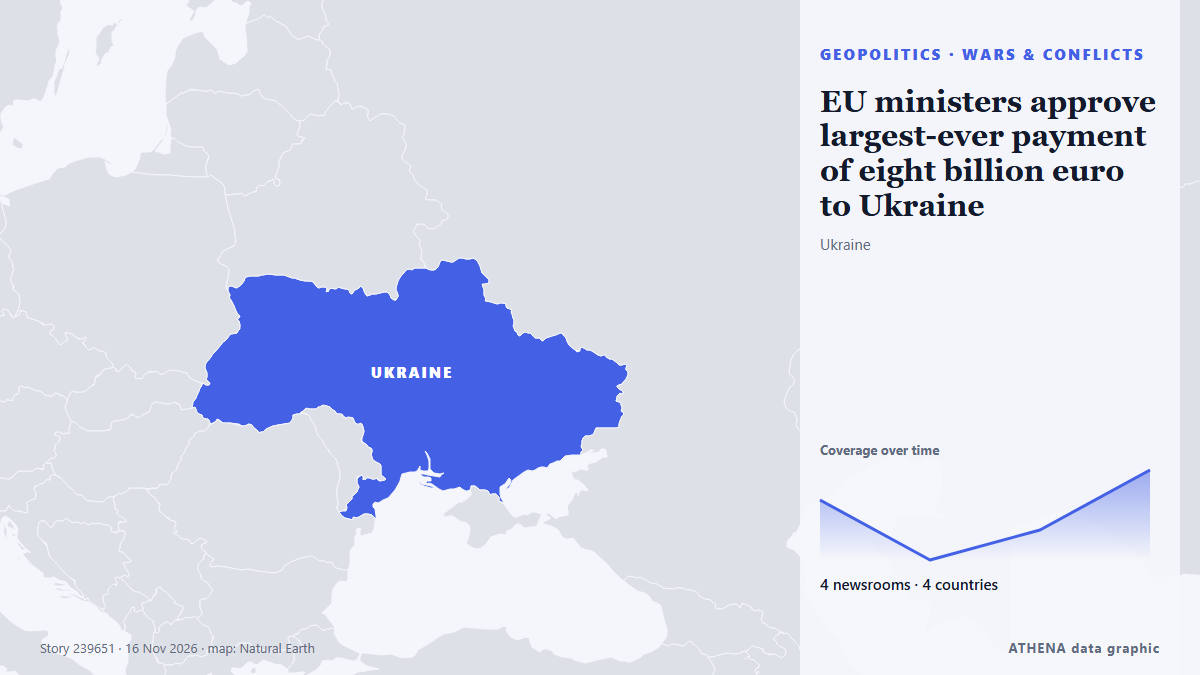 GEOPOLITICS · WARS & CONFLICTS
EU ministers approve
largest-ever payment
of eight billion euro
to Ukraine
Ukraine
UKRAINE
Coverage over time
4 newsrooms · 4 countries
Story 239651 · 16 Nov 2026 · map: Natural Earth
ATHENA data graphic